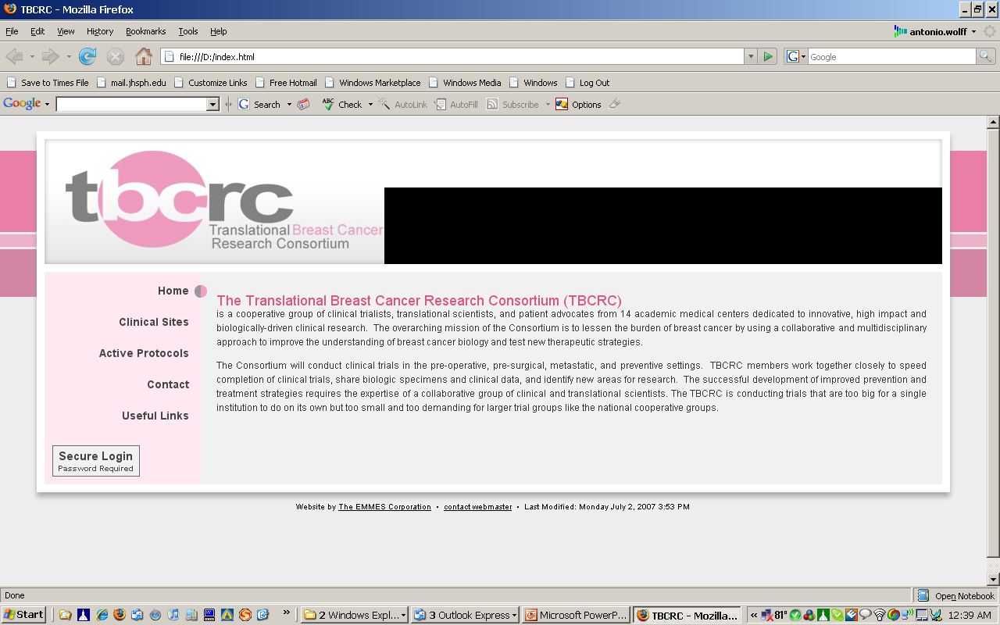 TBCRC - Mozilla Firefox
File Edit View History Bookmarks Tools Help
antonio.wolff
file:///D:/index.html
G Google
Save to Times File mail.jhsph.edu Customize Links Free Hotmail Windows Marketplace Windows Media Windows Log Out
Google G Search ABC Check AutoLink AutoFill Subscribe Options
tbcrc
Translational Breast Cancer
Research Consortium
Home
Clinical Sites
Active Protocols
Contact
Useful Links
Secure Login
Password Required
The Translational Breast Cancer Research Consortium (TBCRC)
is a cooperative group of clinical trialists, translational scientists, and patient advocates from 14 academic medical centers dedicated to innovative, high impact and
biologically-driven clinical research. The overarching mission of the Consortium is to lessen the burden of breast cancer by using a collaborative and multidisciplinary
approach to improve the understanding of breast cancer biology and test new therapeutic strategies.
The Consortium will conduct clinical trials in the pre-operative, pre-surgical, metastatic, and preventive settings. TBCRC members work together closely to speed
completion of clinical trials, share biologic specimens and clinical data, and identify new areas for research. The successful development of improved prevention and
treatment strategies requires the expertise of a collaborative group of clinical and translational scientists. The TBCRC is conducting trials that are too big for a single
institution to do on its own but too small and too demanding for larger trial groups like the national cooperative groups.
Website by The EMMES Corporation • contact webmaster • Last Modified: Monday July 2, 2007 3:53 PM
Done
Open Notebook
Start » 2 Windows Expl... 3 Outlook Express Microsoft PowerP... TBCRC - Mozilla... « 81° 12:39 AM